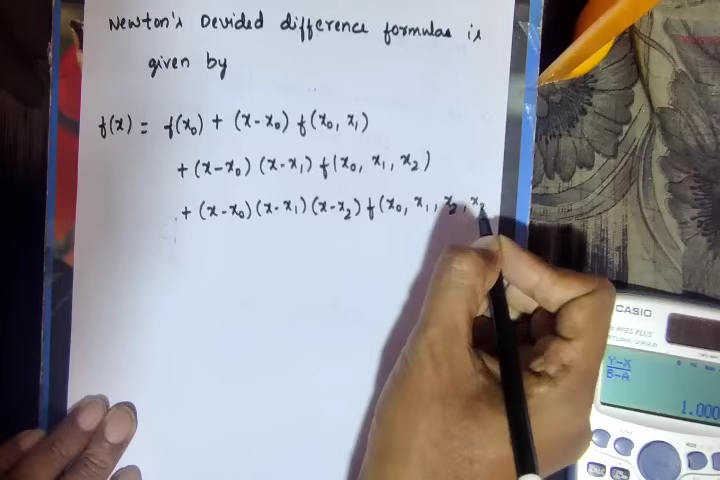 Newton's Devided difference formulas is
given by
f(x) = f(x₀) + (x-x₀) f(x₀, x₁)
+ (x-x₀) (x-x₁) f(x₀, x₁, x₂)
+ (x-x₀) (x-x₁) (x-x₂) f(x₀, x₁, x₂, x₃
CASIO
Y-X
B-A
1.000